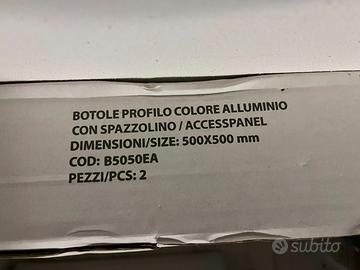 BOTOLE PROFILO COLORE ALLUMINIO
CON SPAZZOLINO / ACCESSPANEL
DIMENSIONI/SIZE: 500X500 mm
COD: B5050EA
PEZZI/PCS: 2
subito